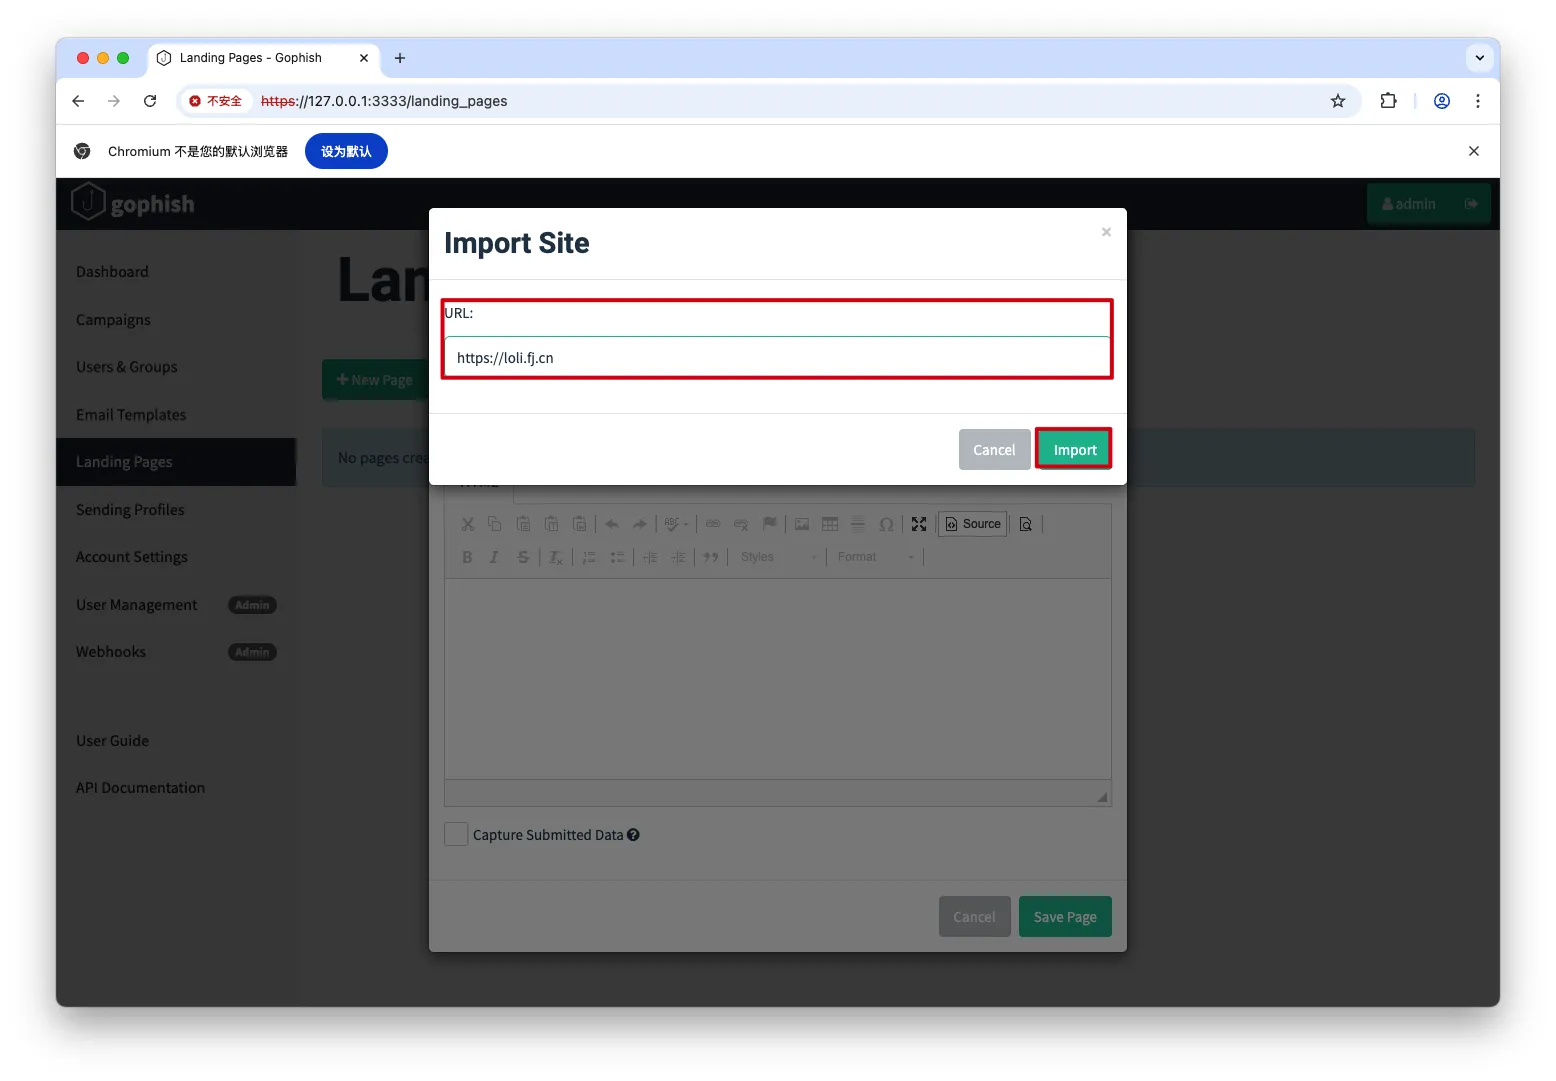 Landing Pages - Gophish
不安全 https://127.0.0.1:3333/landing_pages
Chromium 不是您的默认浏览器 设为默认
gophish
admin
Dashboard
Campaigns
Users & Groups
Email Templates
Landing Pages
Sending Profiles
Account Settings
User Management Admin
Webhooks Admin
User Guide
API Documentation
Lan
New Page
No pages crea
Import Site
URL:
https://loli.fj.cn
Cancel Import
Source
Styles Format
Capture Submitted Data
Cancel Save Page